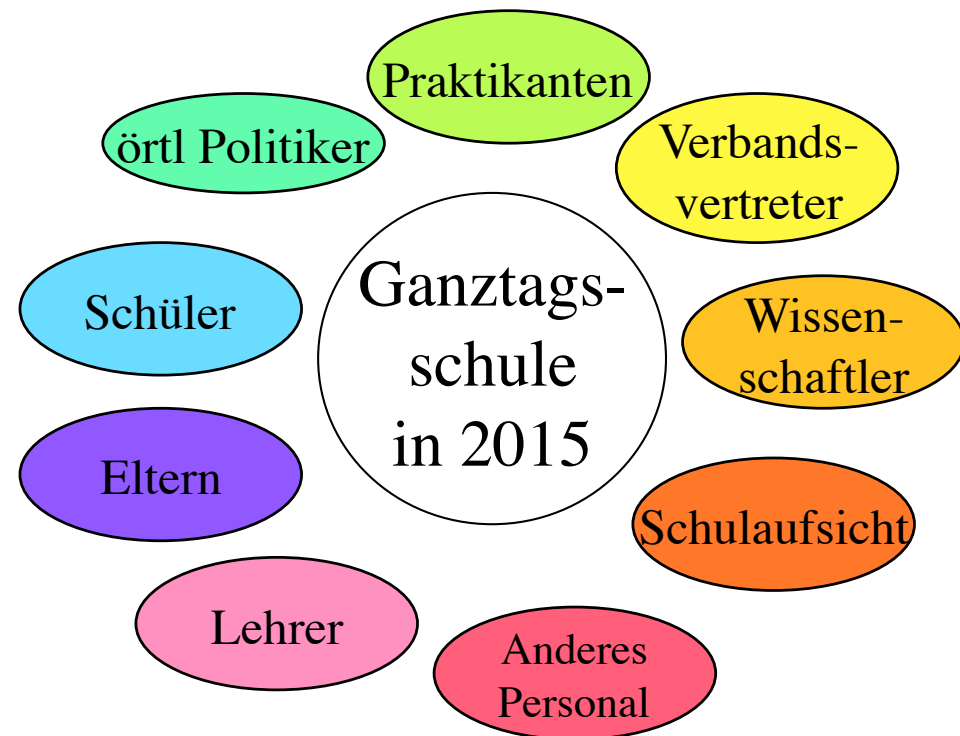 Praktikanten
örtl Politiker
Verbands-
vertreter
Schüler
Ganztags-
schule
in 2015
Wissen-
schaftler
Eltern
Schulaufsicht
Lehrer
Anderes
Personal